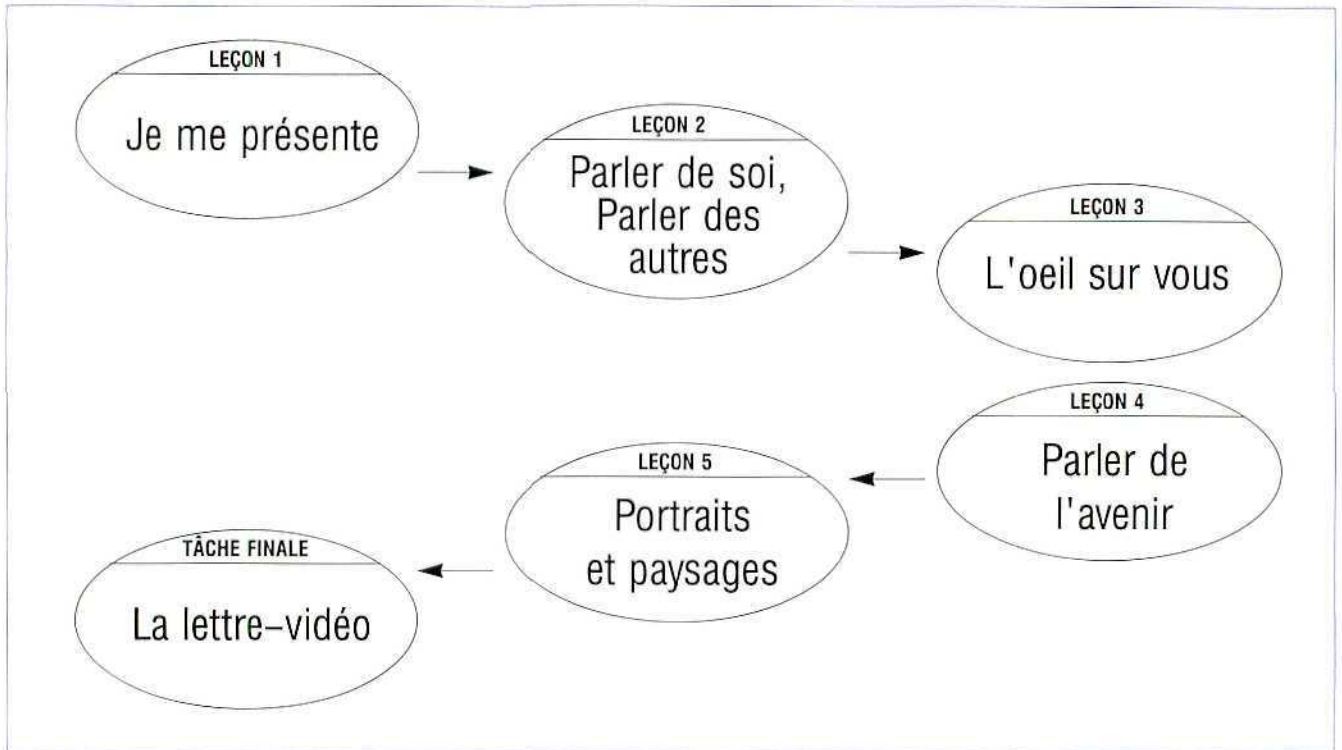 LEÇON 1
Je me présente
LEÇON 2
Parler de soi,
Parler des
autres
LEÇON 3
L'oeil sur vous
LEÇON 4
Parler de
l'avenir
LEÇON 5
Portraits
et paysages
TÂCHE FINALE
La lettre–vidéo